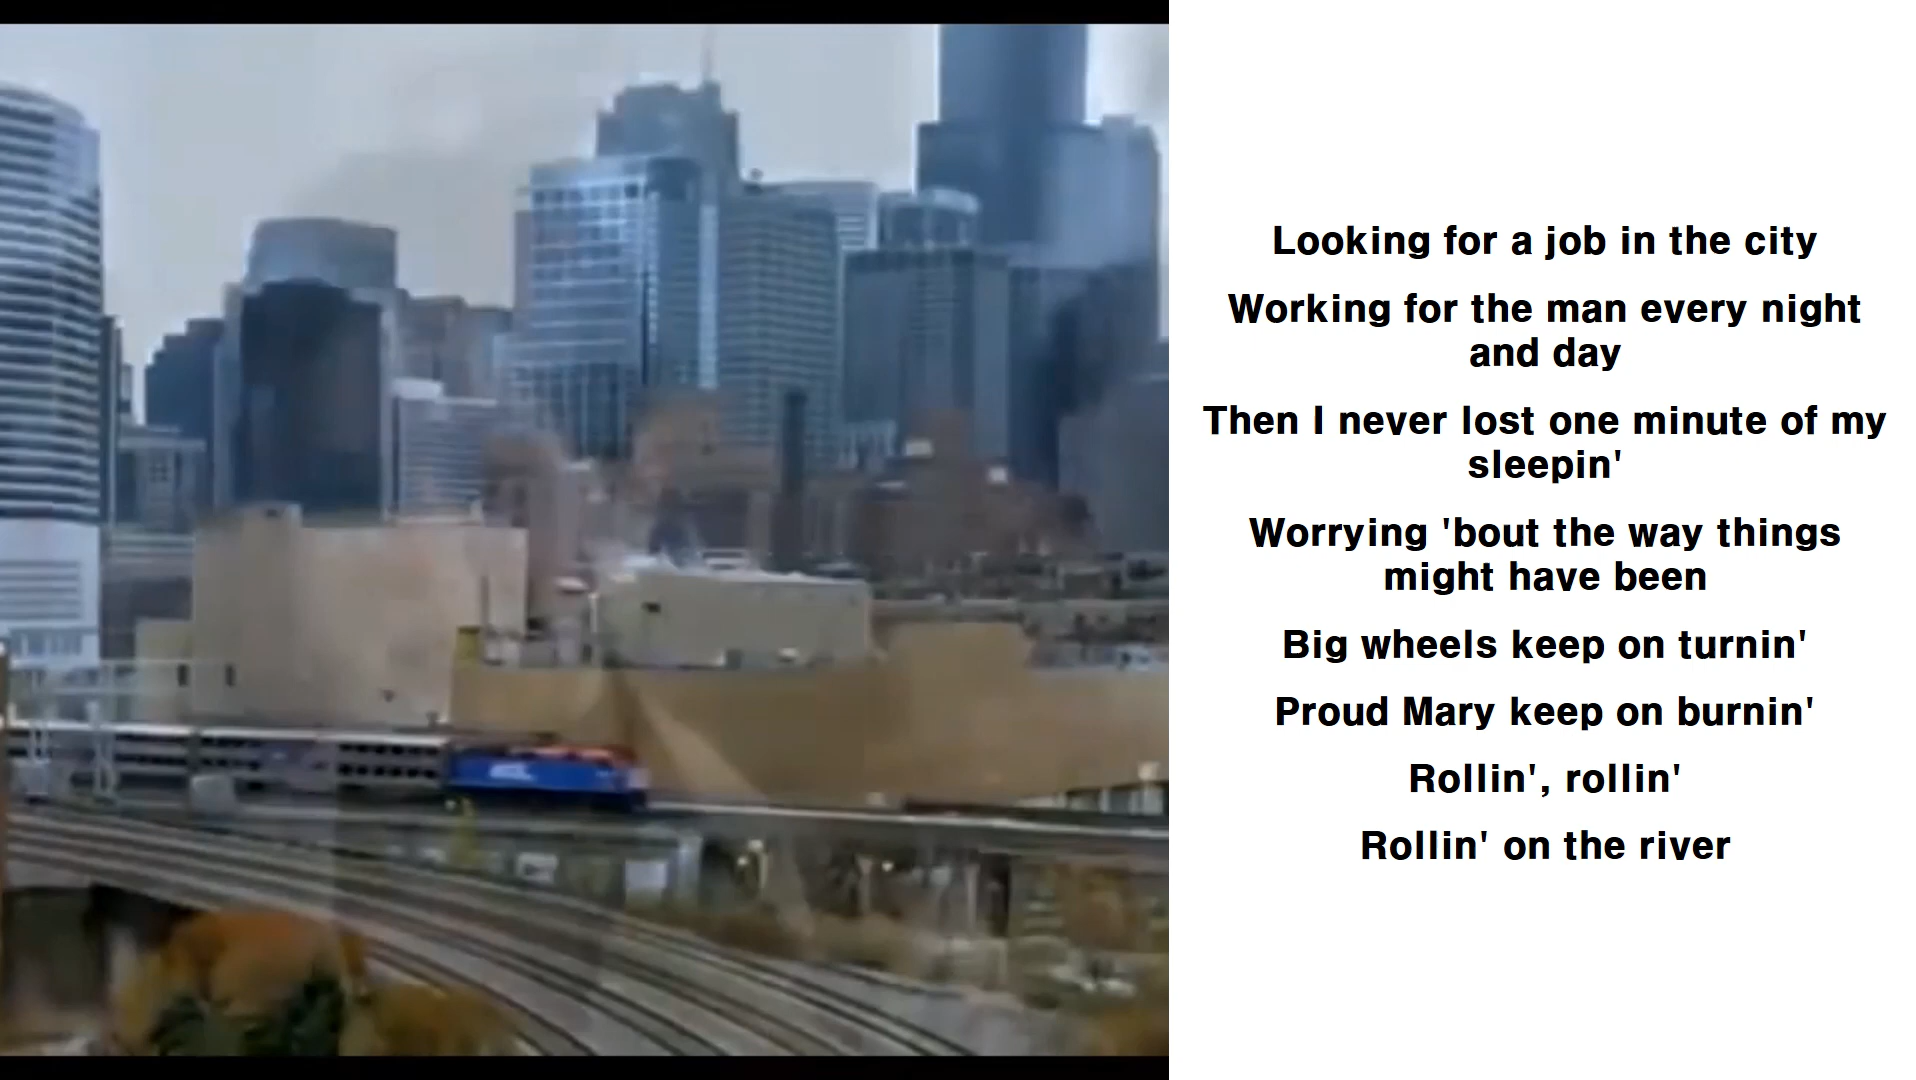 Looking for a job in the city
Working for the man every night
and day
Then I never lost one minute of my
sleepin'
Worrying 'bout the way things
might have been
Big wheels keep on turnin'
Proud Mary keep on burnin'
Rollin', rollin'
Rollin' on the river